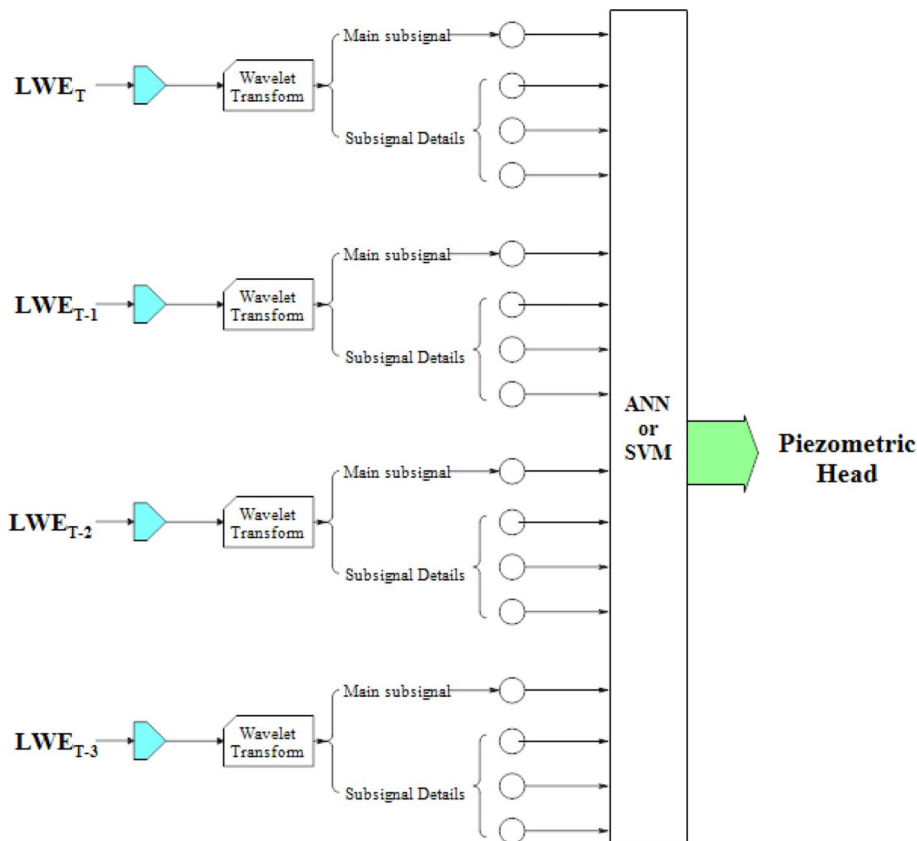 Main subsignal
LWE_T
Wavelet
Transform
Subsignal Details
Main subsignal
LWE_T-1
Wavelet
Transform
Subsignal Details
ANN
or
SVM
Piezometric
Head
Main subsignal
LWE_T-2
Wavelet
Transform
Subsignal Details
Main subsignal
LWE_T-3
Wavelet
Transform
Subsignal Details